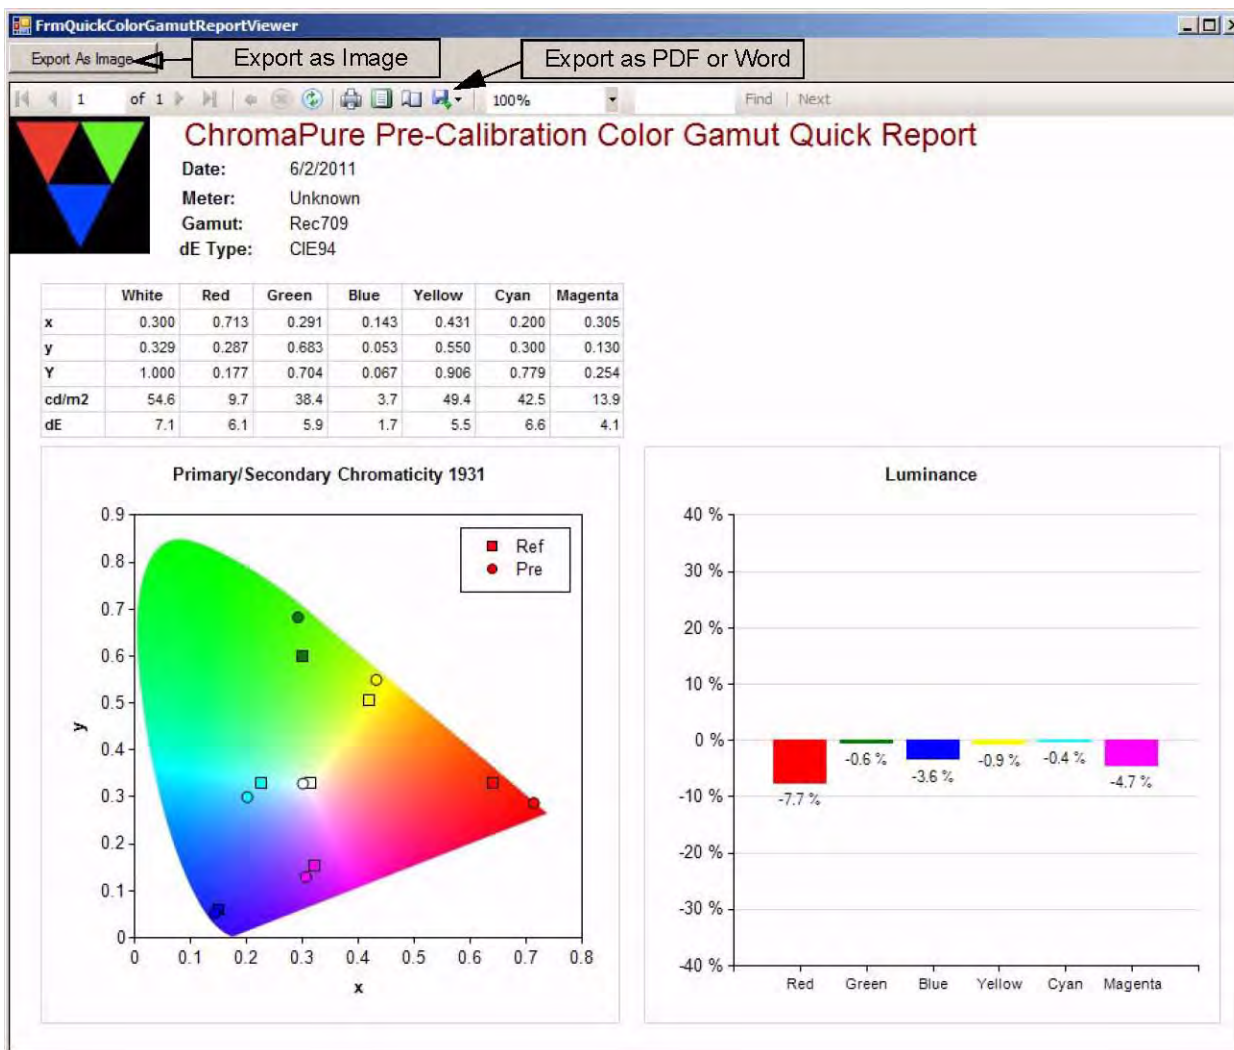 FrmQuickColorGamutReportViewer
Export As Image
Export as Image
Export as PDF or Word
1 of 1
100%
Find | Next
ChromaPure Pre-Calibration Color Gamut Quick Report
Date: 6/2/2011
Meter: Unknown
Gamut: Rec709
dE Type: CIE94
White Red Green Blue Yellow Cyan Magenta
x 0.300 0.713 0.291 0.143 0.431 0.200 0.305
y 0.329 0.287 0.683 0.053 0.550 0.300 0.130
Y 1.000 0.177 0.704 0.067 0.906 0.779 0.254
cd/m2 54.6 9.7 38.4 3.7 49.4 42.5 13.9
dE 7.1 6.1 5.9 1.7 5.5 6.6 4.1
Primary/Secondary Chromaticity 1931
0.9
0.8
0.7
0.6
0.5
0.4
0.3
0.2
0.1
0
y
Ref
Pre
0 0.1 0.2 0.3 0.4 0.5 0.6 0.7 0.8
x
Luminance
40 %
30 %
20 %
10 %
0 %
-10 %
-20 %
-30 %
-40 %
-7.7 %
-0.6 %
-3.6 %
-0.9 %
-0.4 %
-4.7 %
Red Green Blue Yellow Cyan Magenta